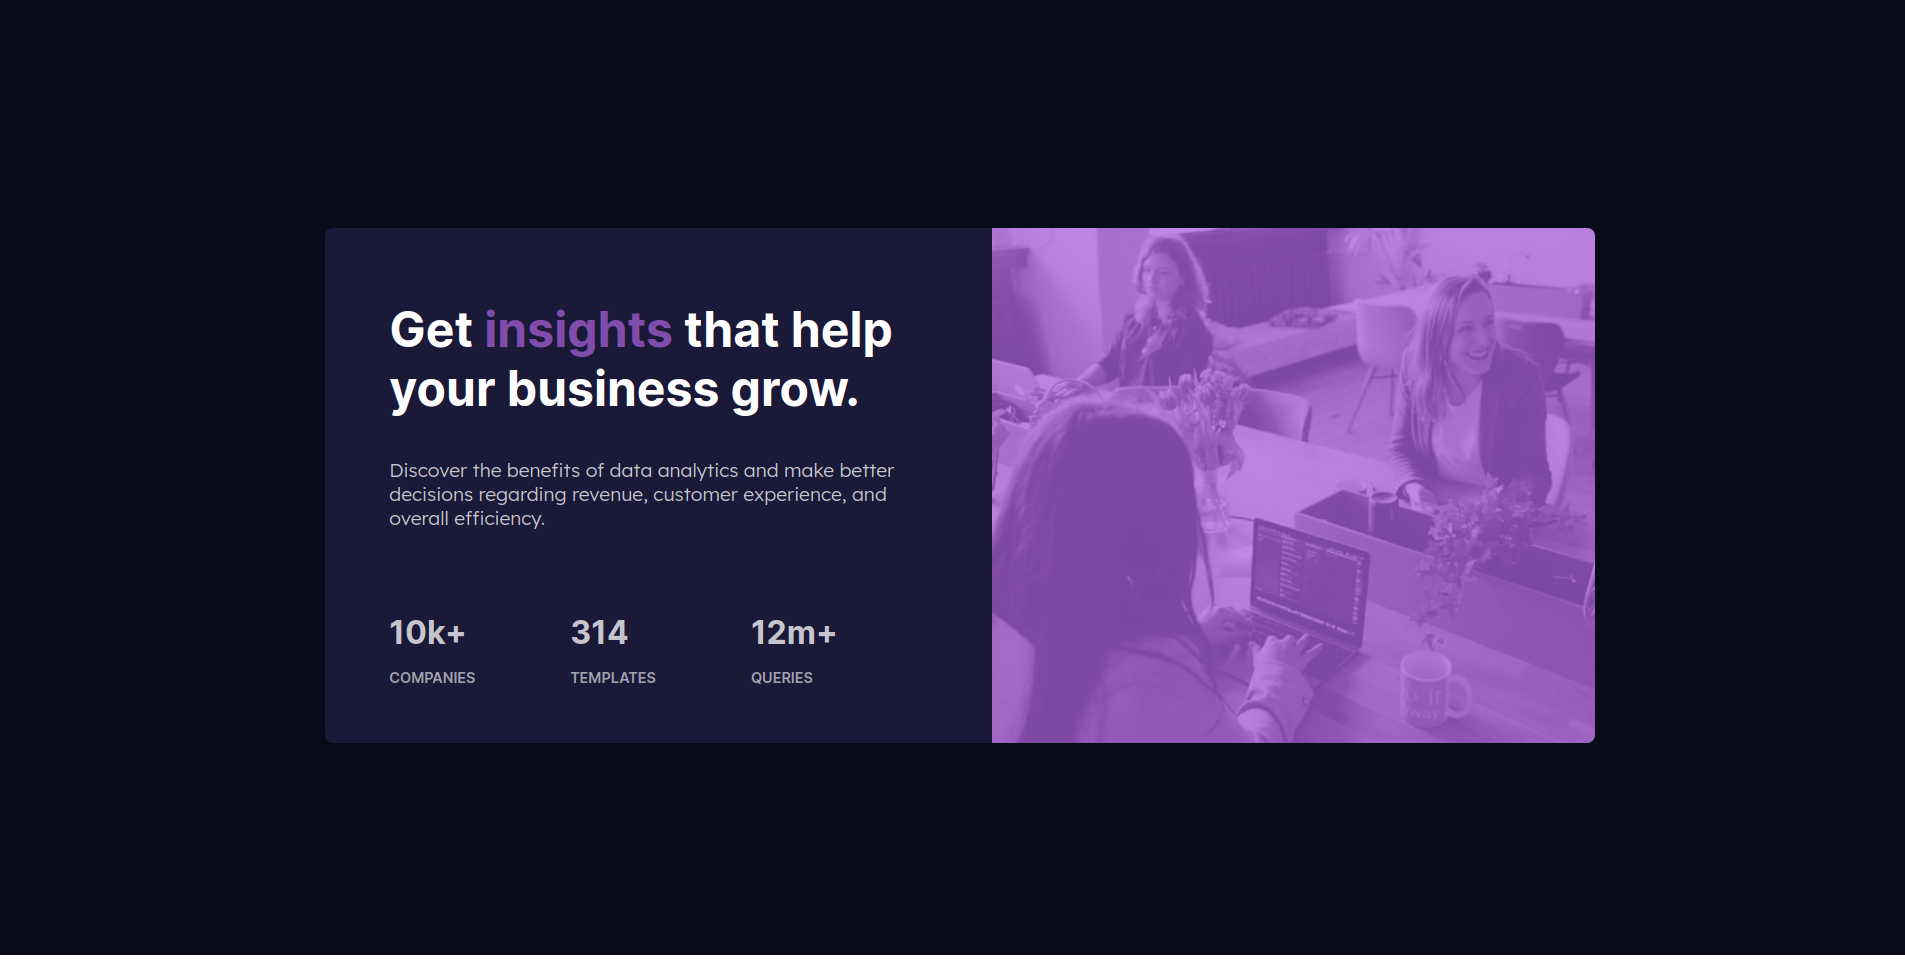 Get insights that help
your business grow.
Discover the benefits of data analytics and make better
decisions regarding revenue, customer experience, and
overall efficiency.
10k+ 314 12m+
COMPANIES TEMPLATES QUERIES